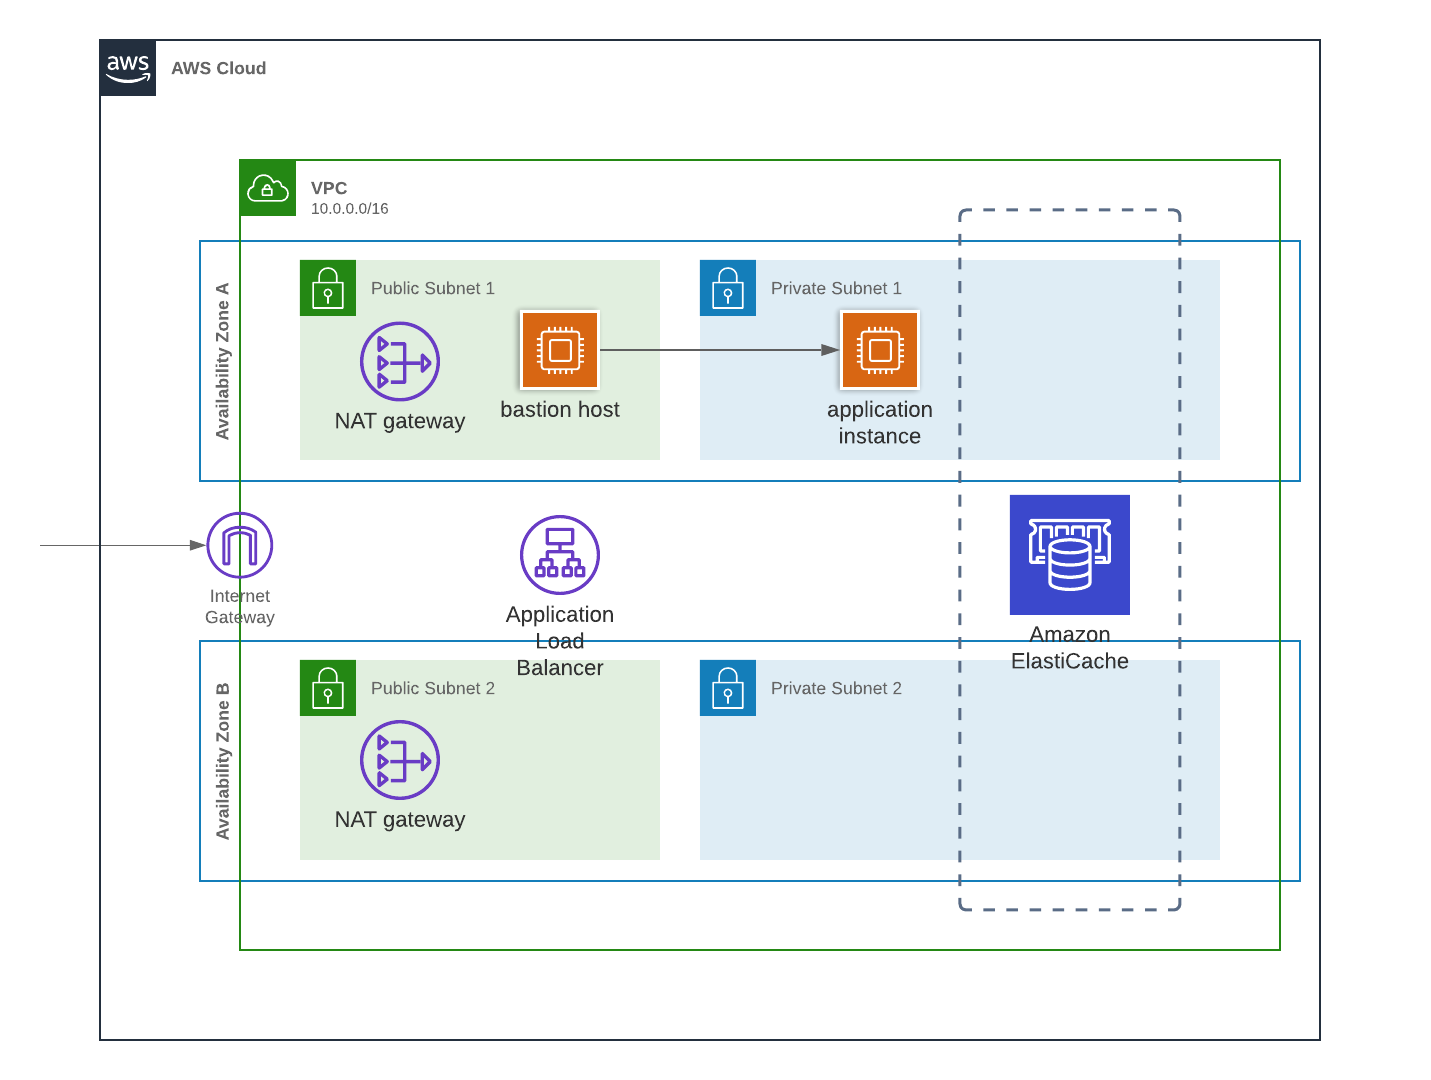 aws
AWS Cloud
VPC
10.0.0.0/16
Availability Zone A
Public Subnet 1
Private Subnet 1
NAT gateway
bastion host
application
instance
Internet
Gateway
Application
Load
Balancer
Amazon
ElastiCache
Availability Zone B
Public Subnet 2
Private Subnet 2
NAT gateway